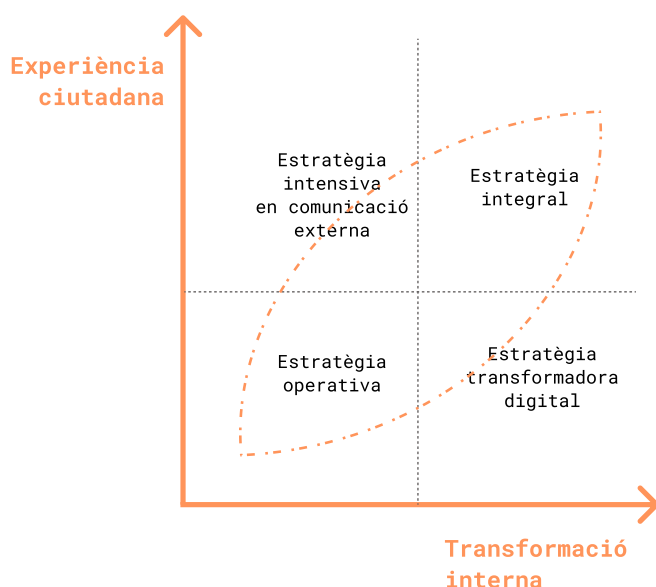 Experiència
ciutadana
Estratègia
intensiva
en comunicació
externa
Estratègia
integral
Estratègia
operativa
Estratègia
transformadora
digital
Transformació
interna